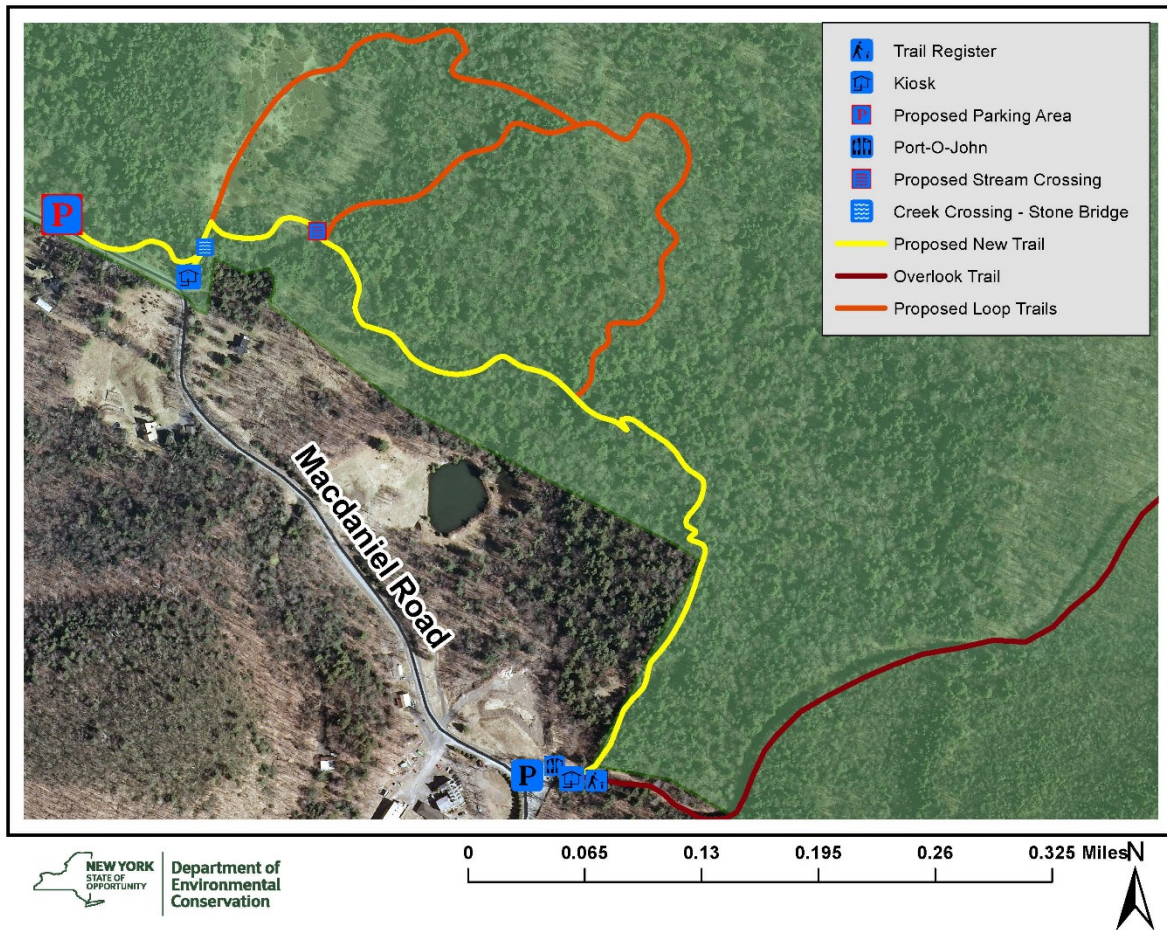 P
Trail Register
Kiosk
P Proposed Parking Area
Port-O-John
Proposed Stream Crossing
Creek Crossing - Stone Bridge
Proposed New Trail
Overlook Trail
Proposed Loop Trails
Macdaniel Road
P
NEW YORK
STATE OF
OPPORTUNITY
Department of
Environmental
Conservation
0 0.065 0.13 0.195 0.26 0.325 Miles
N